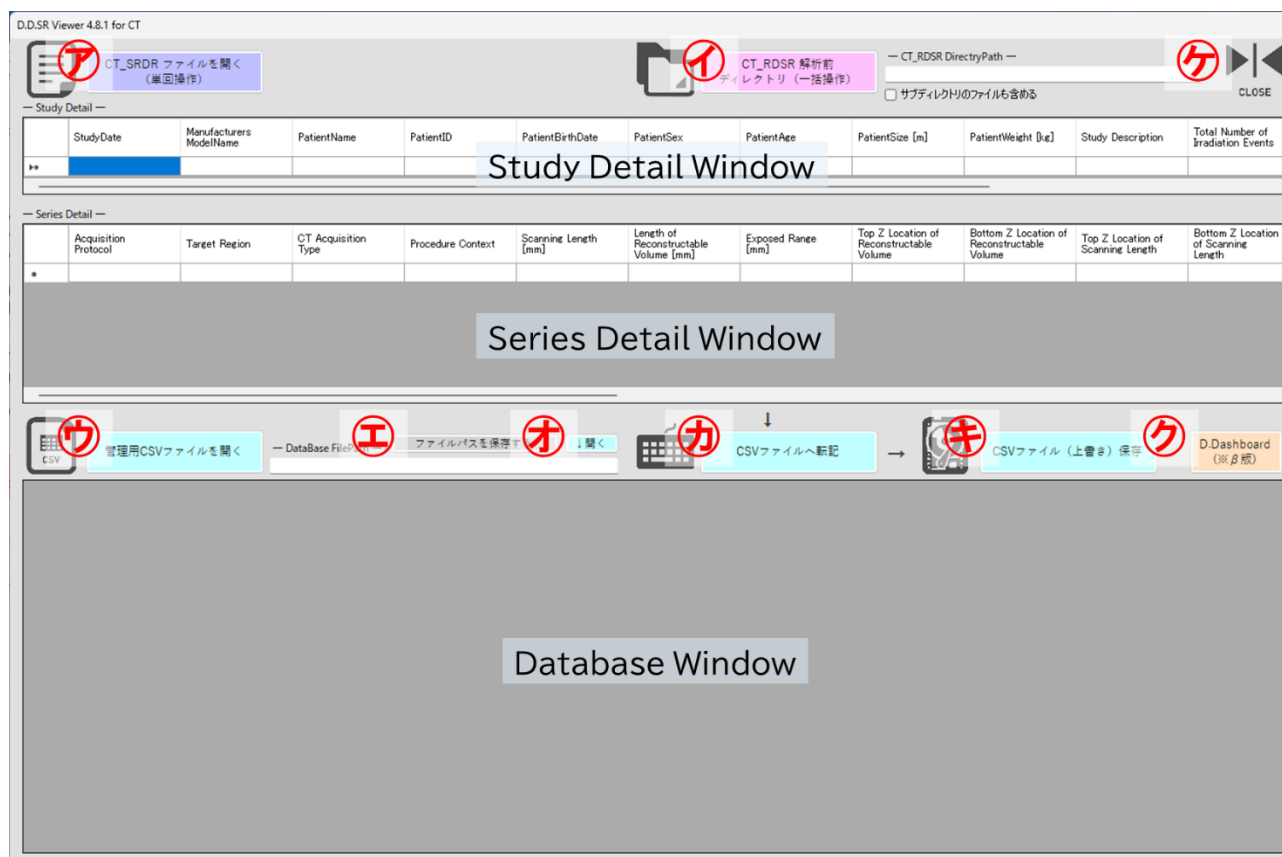 D.D.SR Viewer 4.8.1 for CT
㋐
CT_SRDR ファイルを開く
(単回操作)
㋑
CT_RDSR 解析前
ディレクトリ (一括操作)
— CT_RDSR DirectryPath —
サブディレクトリのファイルも含める
㋘
CLOSE
— Study Detail —
StudyDate
Manufacturers
ModelName
PatientName
PatientID
PatientBirthDate
PatientSex
PatientAge
PatientSize [m]
PatientWeight [kg]
Study Description
Total Number of
Irradiation Events
Study Detail Window
— Series Detail —
Acquisition
Protocol
Target Region
CT Acquisition
Type
Procedure Context
Scanning Length
[mm]
Length of
Reconstructable
Volume [mm]
Exposed Range
[mm]
Top Z Location of
Reconstructable
Volume
Bottom Z Location of
Reconstructable
Volume
Top Z Location of
Scanning Length
Bottom Z Location
of Scanning
Length
Series Detail Window
CSV
㋒
管理用CSVファイルを開く
— DataBase FilePath
㋓
ファイルパスを保存す
㋔
↓開く
↓
㋕
CSVファイルへ転記
→
㋖
CSVファイル (上書き) 保存
㋗
D.Dashboard
(※β版)
Database Window